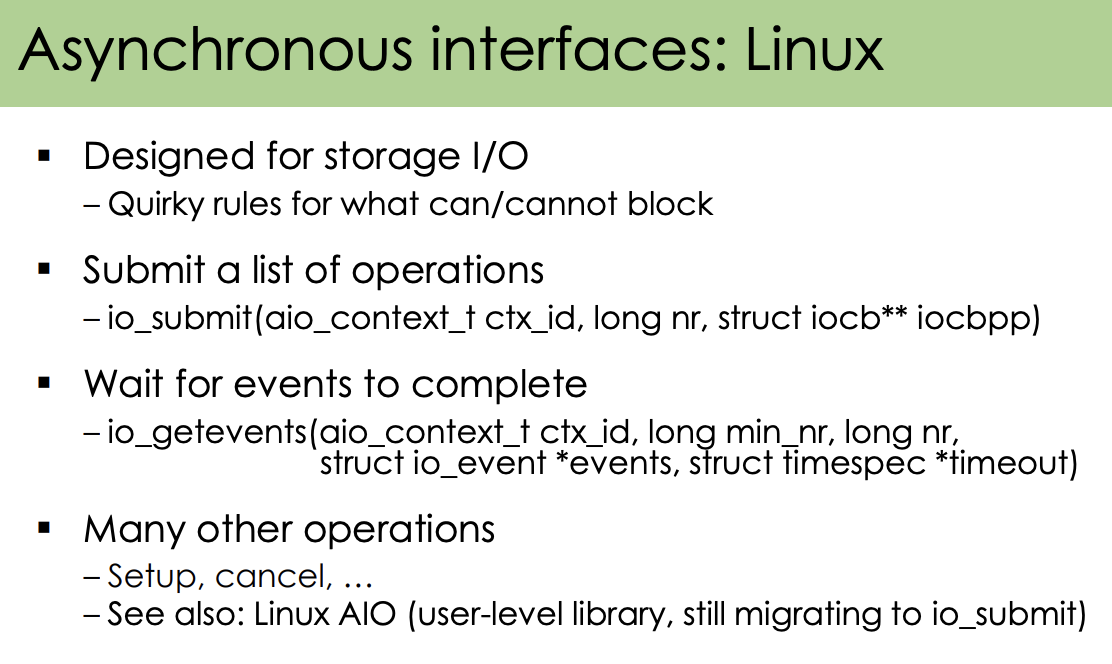 Asynchronous interfaces: Linux
▪ Designed for storage I/O
– Quirky rules for what can/cannot block
▪ Submit a list of operations
– io_submit(aio_context_t ctx_id, long nr, struct iocb** iocbpp)
▪ Wait for events to complete
– io_getevents(aio_context_t ctx_id, long min_nr, long nr,
struct io_event *events, struct timespec *timeout)
▪ Many other operations
– Setup, cancel, …
– See also: Linux AIO (user-level library, still migrating to io_submit)